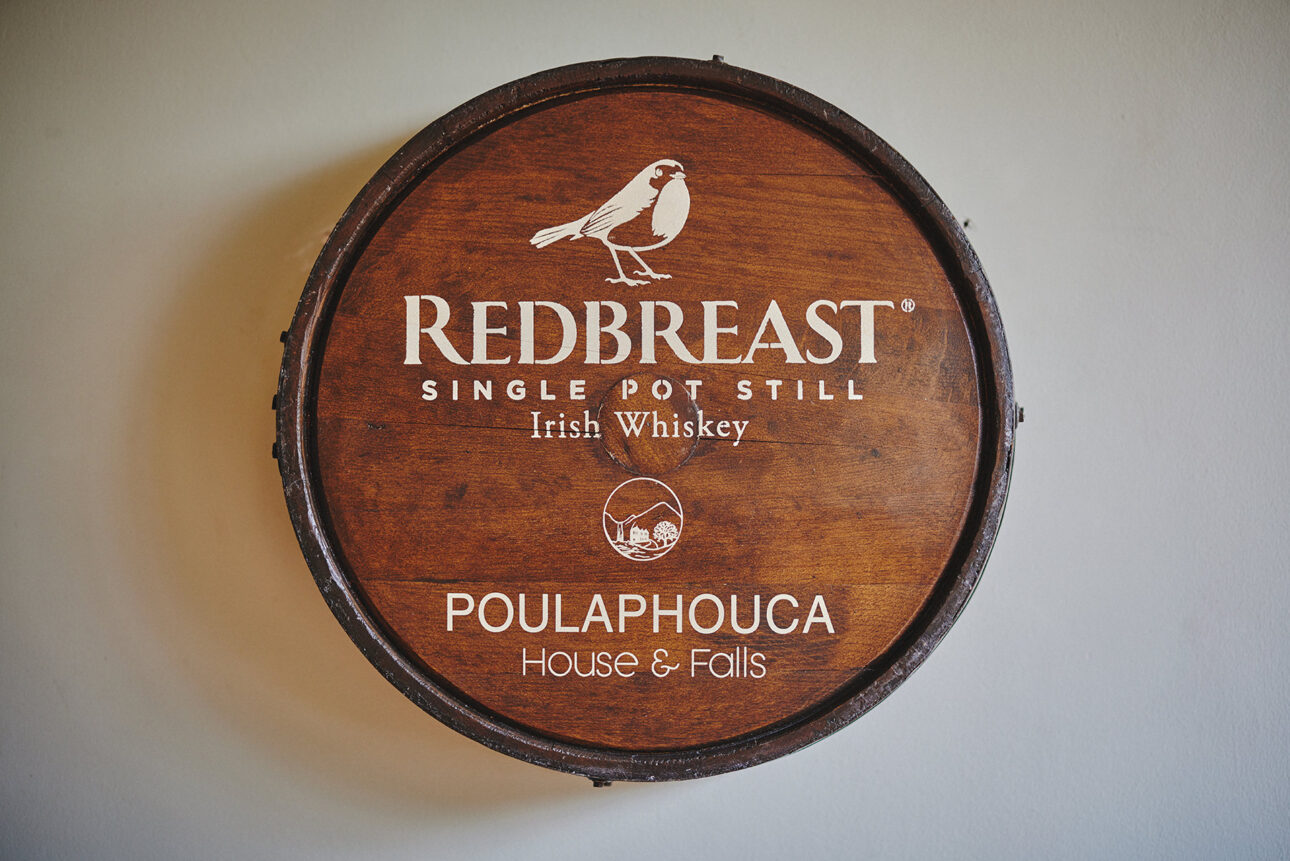 REDBREAST®
SINGLE POT STILL
Irish Whiskey
POULAPHOUCA
House & Falls